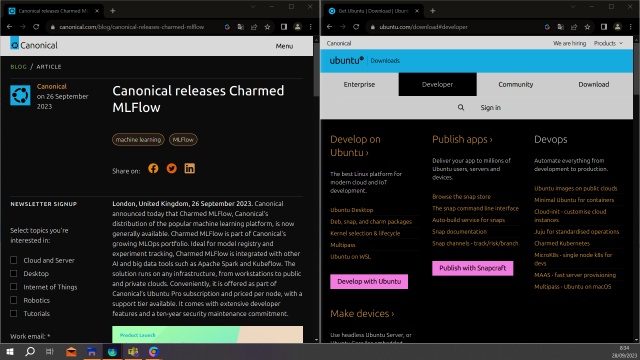 Canonical releases Charmed MLFlow
canonical.com/blog/canonical-releases-charmed-mlflow
Canonical
Menu
BLOG / ARTICLE
Canonical
on 26 September
2023
Canonical releases Charmed
MLFlow
machine learning
MLFlow
Share on:
NEWSLETTER SIGNUP
Select topics you're
interested in:
Cloud and Server
Desktop
Internet of Things
Robotics
Tutorials
Work email: *
London, United Kingdom, 26 September 2023. Canonical
announced today that Charmed MLFlow, Canonical's
distribution of the popular machine learning platform, is now
generally available. Charmed MLFlow is part of Canonical's
growing MLOps portfolio. Ideal for model registry and
experiment tracking, Charmed MLFlow is integrated with other
AI and big data tools such as Apache Spark and Kubeflow. The
solution runs on any infrastructure, from workstations to public
and private clouds. Conveniently, it is offered as part of
Canonical's Ubuntu Pro subscription and priced per node, with a
support tier available. It comes with extensive developer
features and a ten-year security maintenance commitment.
Product Launch
Get Ubuntu | Download | Ubuntu
ubuntu.com/download#developer
Canonical
We are hiring
Products
ubuntu
Downloads
Enterprise
Developer
Community
Download
Sign in
Develop on
Ubuntu ›
The best Linux platform for
modern cloud and IoT
development.
Ubuntu Desktop
Deb, snap, and charm packages
Kernel selection & lifecycle
Multipass
Ubuntu on WSL
Develop with Ubuntu
Make devices ›
Use headless Ubuntu Server, or
Publish apps ›
Deliver your app to millions of
Ubuntu users, servers and
devices.
Browse the snap store
The snap command line interface
Auto-build service for snaps
Snap documentation
Snap channels - track/risk/branch
Publish with Snapcraft
Devops
Automate everything from
development to production.
Ubuntu images on public clouds
Minimal Ubuntu for containers
Cloud-init - customise cloud
instances
Juju for standardised operations
Charmed Kubernetes
MicroK8s - single node k8s for
devs
MAAS - fast server provisioning
Multipass - Ubuntu on macOS
8:34
28/09/2023